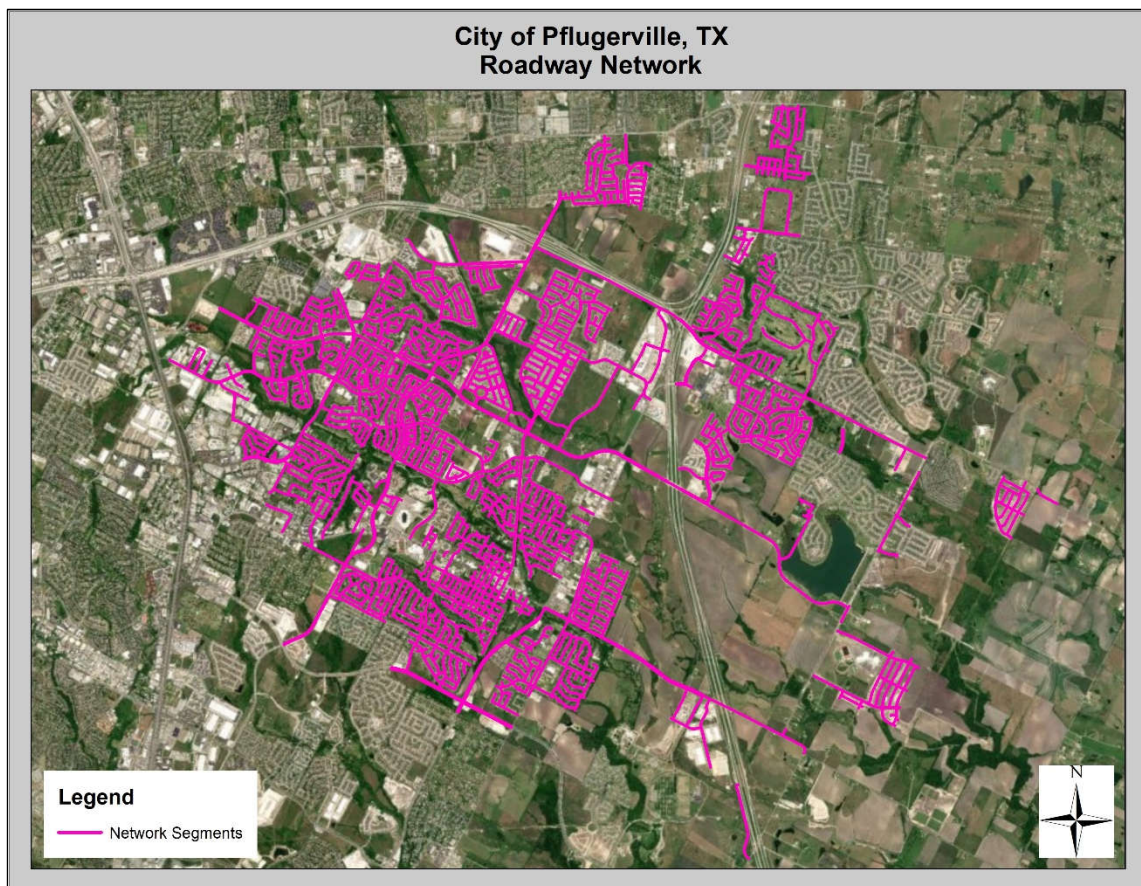 City of Pflugerville, TX
Roadway Network
N
Legend
Network Segments